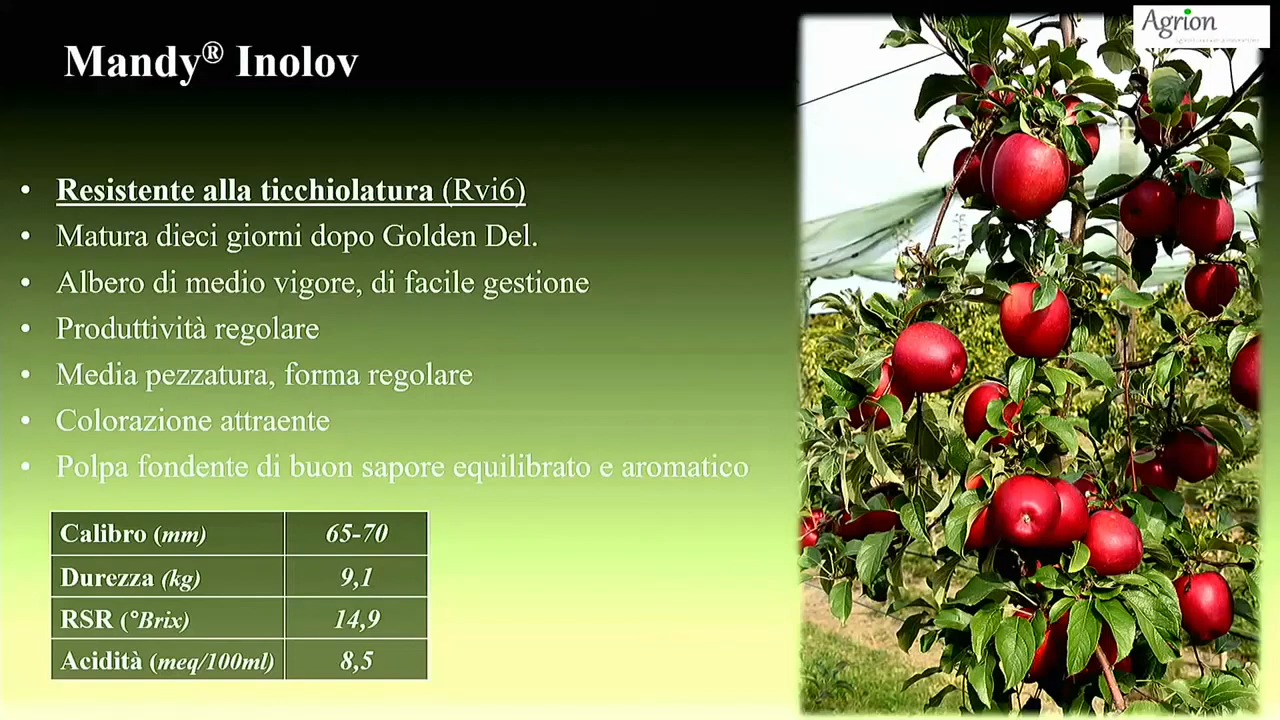 Agrion
Mandy® Inolov
• Resistente alla ticchiolatura (Rvi6)
• Matura dieci giorni dopo Golden Del.
• Albero di medio vigore, di facile gestione
• Produttività regolare
• Media pezzatura, forma regolare
• Colorazione attraente
• Polpa fondente di buon sapore equilibrato e aromatico
Calibro (mm) 65-70
Durezza (kg) 9,1
RSR (°Brix) 14,9
Acidità (meq/100ml) 8,5